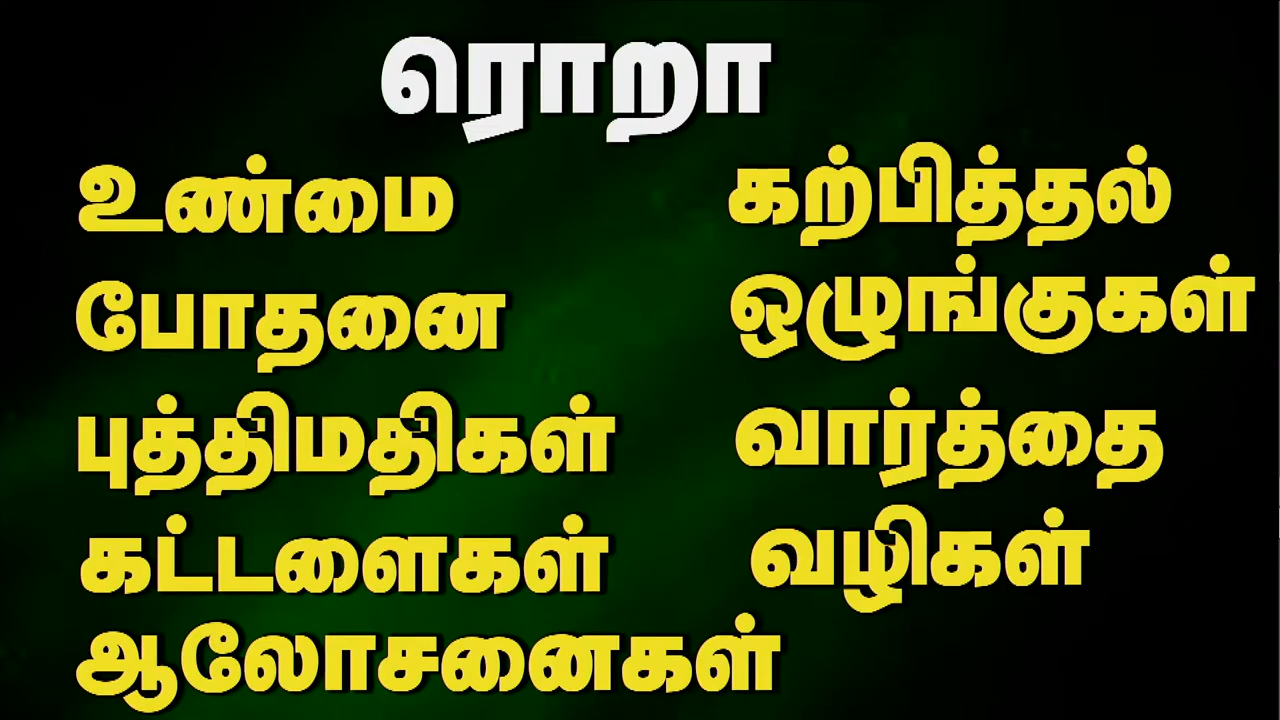 ரொறா
உண்மை
போதனை
புத்திமதிகள்
கட்டளைகள்
ஆலோசனைகள்
கற்பித்தல்
ஒழுங்குகள்
வார்த்தை
வழிகள்